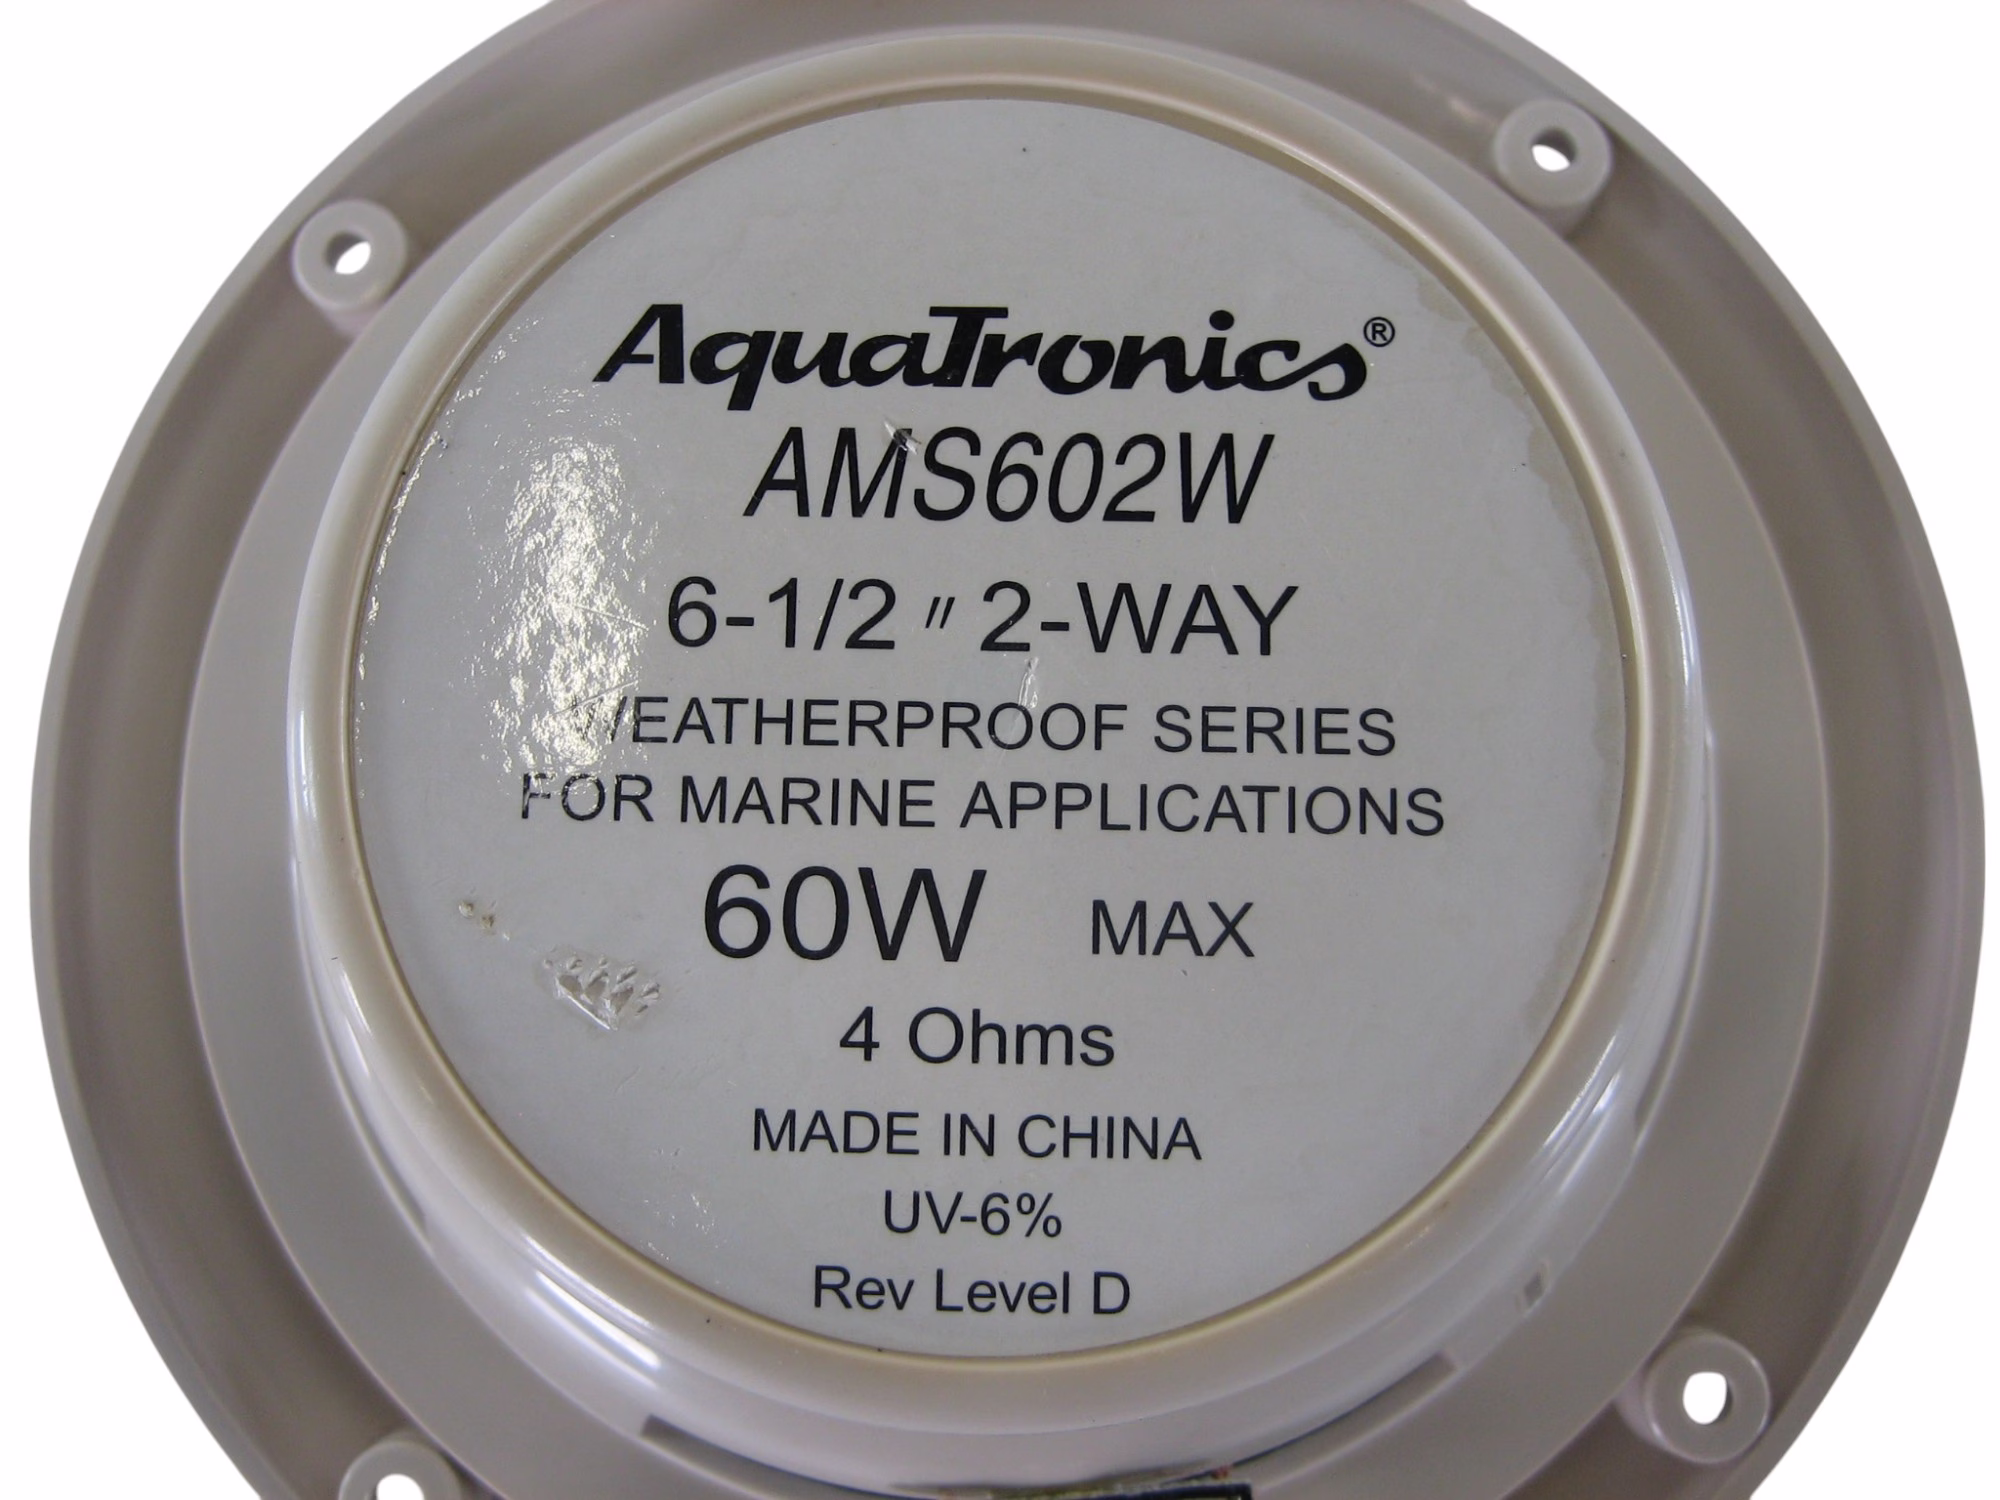 AquaTronics®
AMS602W
6-1/2" 2-WAY
WEATHERPROOF SERIES
FOR MARINE APPLICATIONS
60W MAX
4 Ohms
MADE IN CHINA
UV-6%
Rev Level D